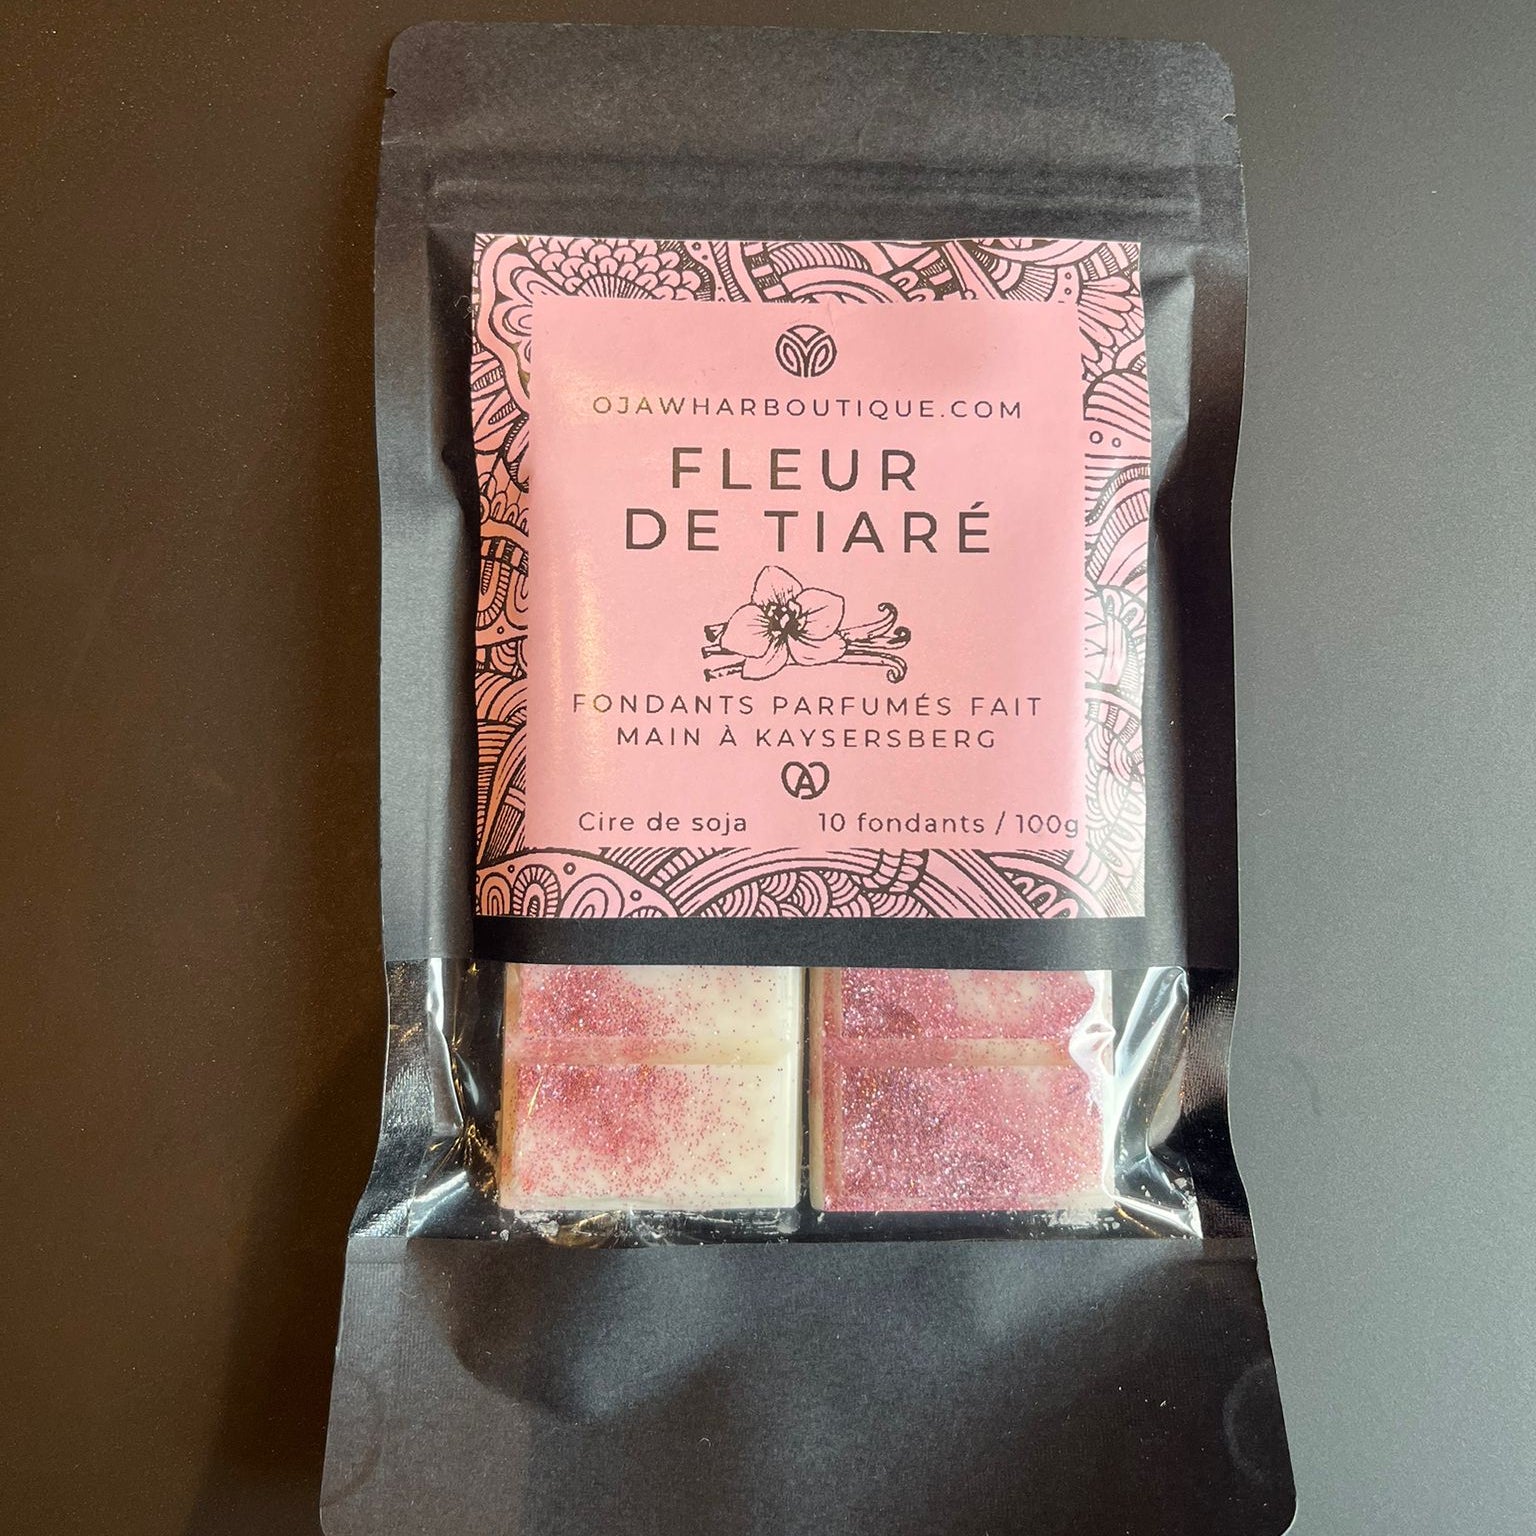 OJAWHARBOUTIQUE.COM
FLEUR
DE TIARÉ
FONDANTS PARFUMÉS FAIT
MAIN À KAYSERSBERG
A
Cire de soja 10 fondants / 100g